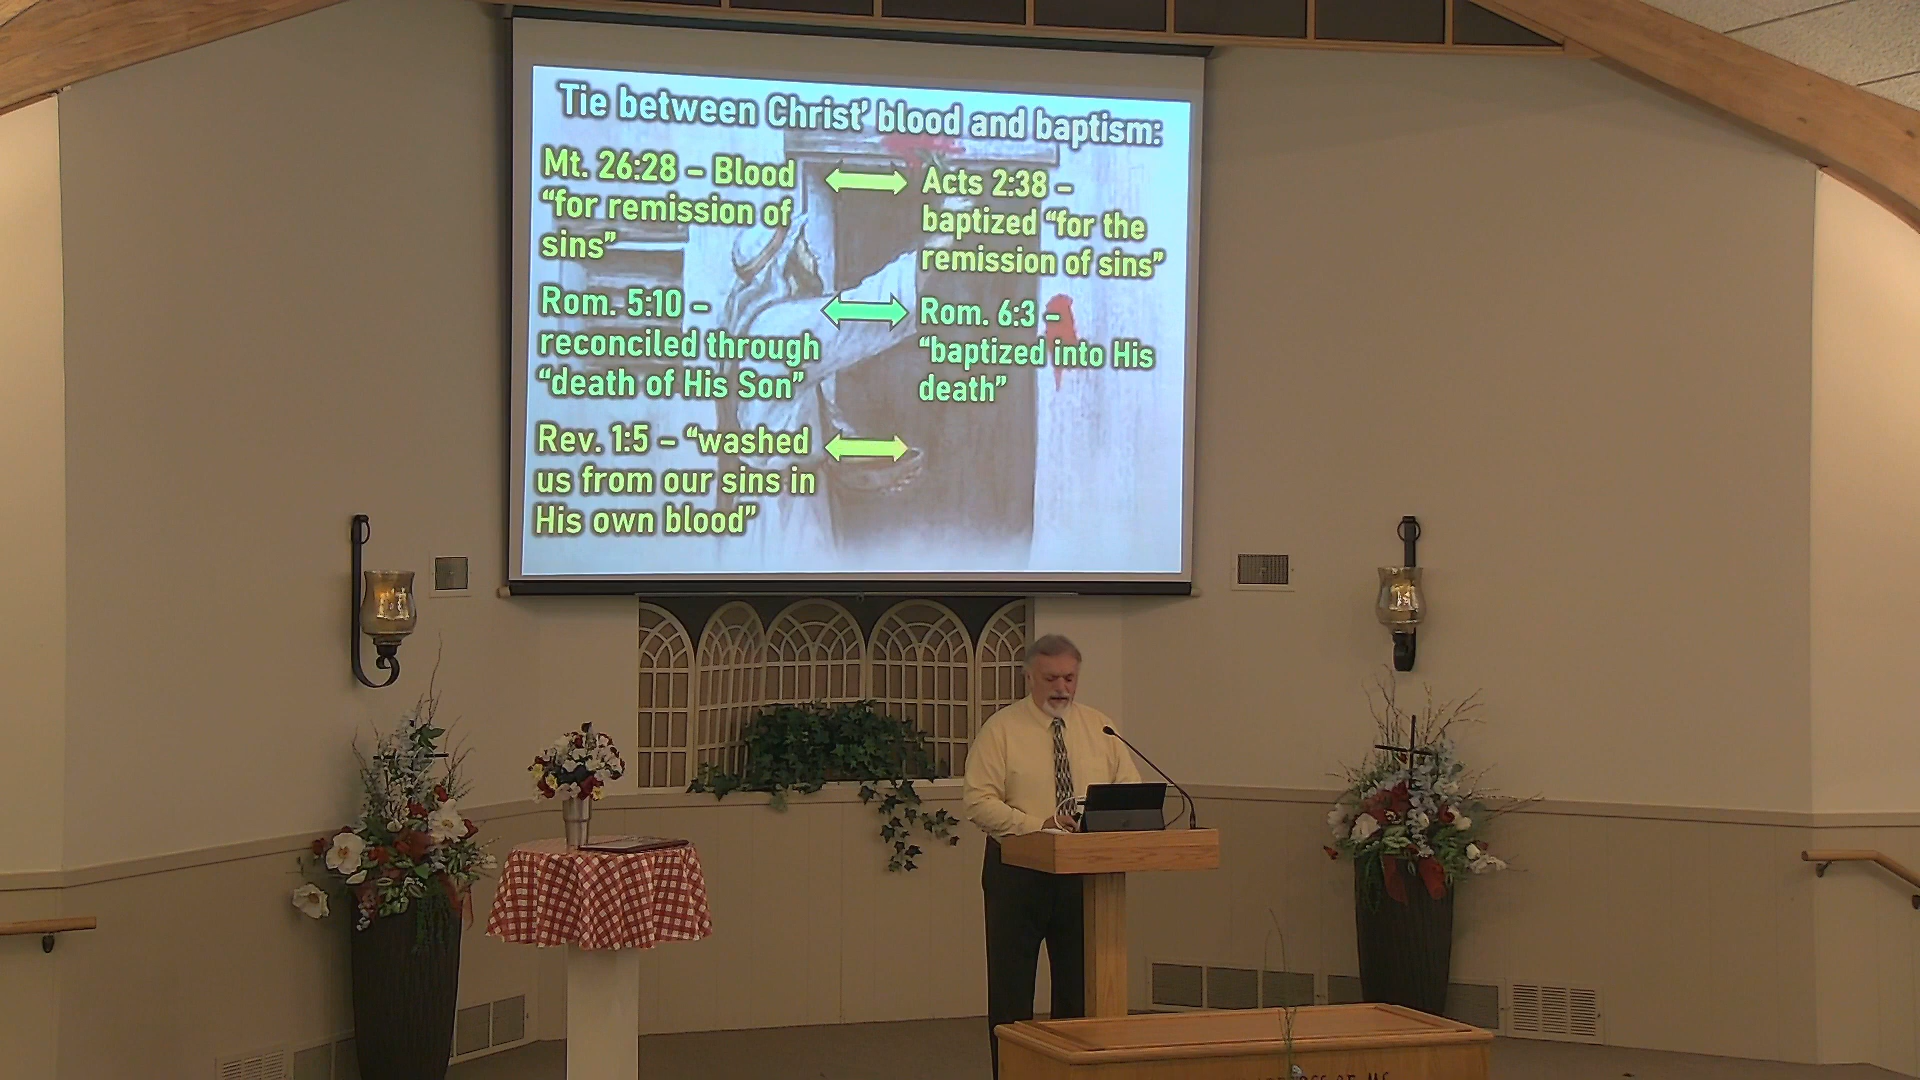 Tie between Christ' blood and baptism:
Mt. 26:28 – Blood
“for remission of
sins”
Acts 2:38 –
baptized “for the
remission of sins”
Rom. 5:10 –
reconciled through
“death of His Son”
Rom. 6:3 –
“baptized into His
death”
Rev. 1:5 – “washed
us from our sins in
His own blood”
OF ME